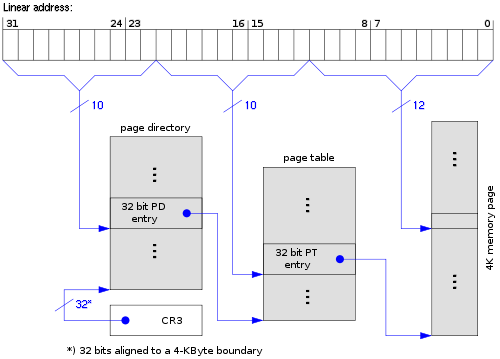 Linear address:
31 24 23 16 15 8 7 0
10 10 12
page directory
page table
32 bit PD
entry
32 bit PT
entry
4K memory page
32*
CR3
*) 32 bits aligned to a 4-KByte boundary